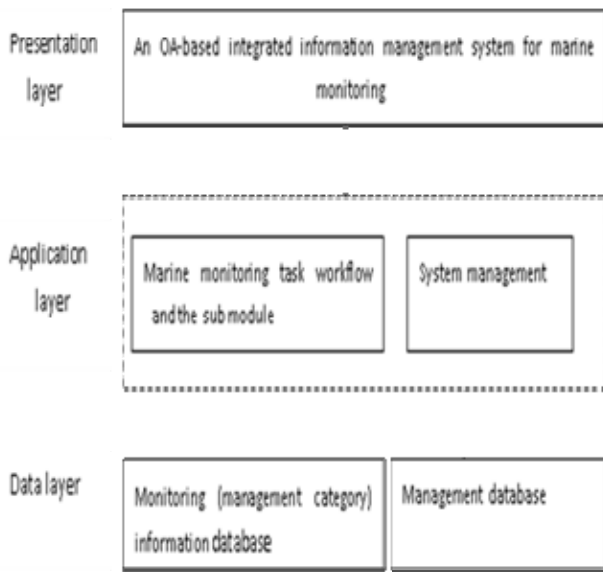 Presentation
layer
An OA-based integrated information management system for marine
monitoring
Application
layer
Marine monitoring task workflow
and the sub module
System management
Data layer
Monitoring (management category)
information database
Management database